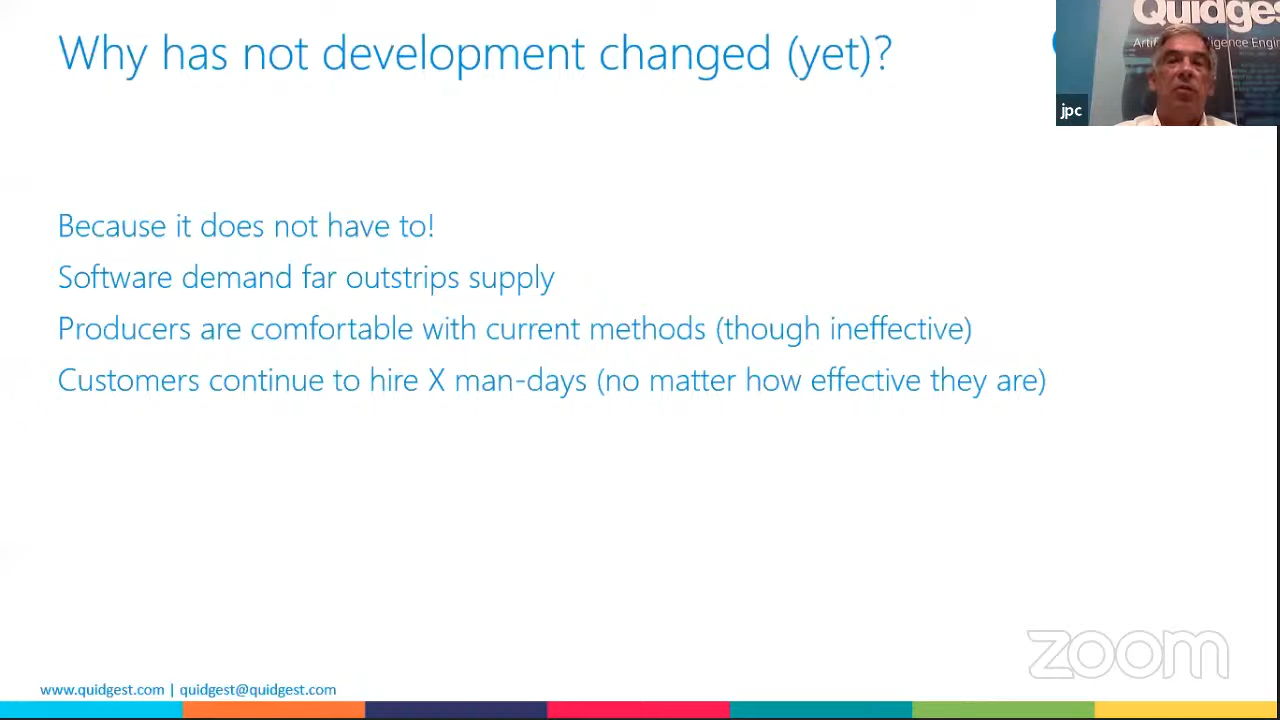 Why has not development changed (yet)?
Quidges
jpc
Because it does not have to!
Software demand far outstrips supply
Producers are comfortable with current methods (though ineffective)
Customers continue to hire X man-days (no matter how effective they are)
zoom
www.quidgest.com | quidgest@quidgest.com